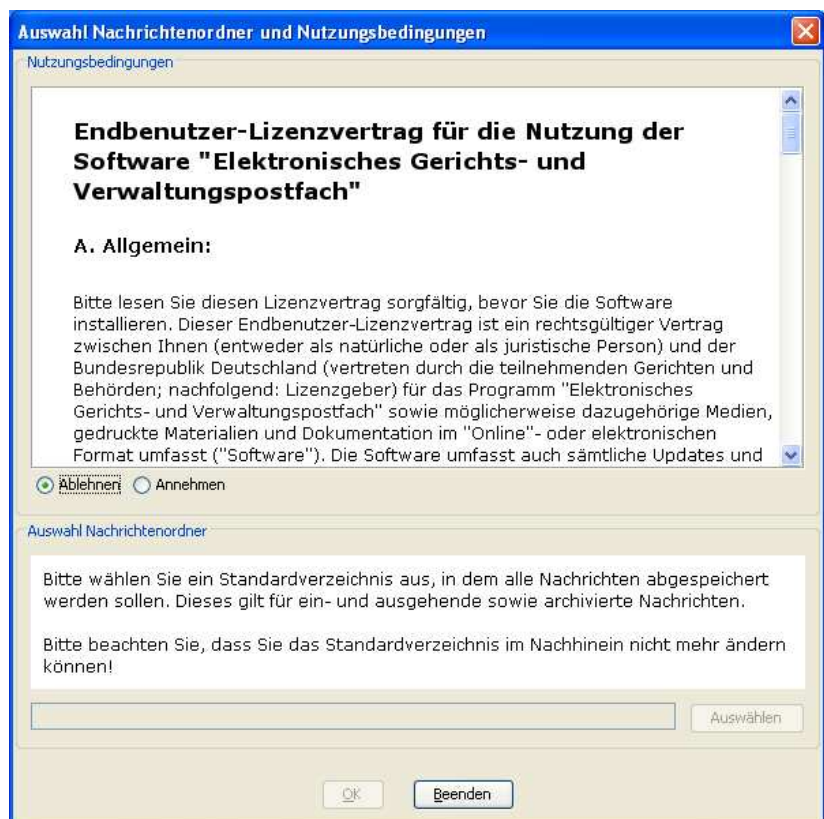 Auswahl Nachrichtenordner und Nutzungsbedingungen
Nutzungsbedingungen
Endbenutzer-Lizenzvertrag für die Nutzung der
Software "Elektronisches Gerichts- und
Verwaltungspostfach"
A. Allgemein:
Bitte lesen Sie diesen Lizenzvertrag sorgfältig, bevor Sie die Software
installieren. Dieser Endbenutzer-Lizenzvertrag ist ein rechtsgültiger Vertrag
zwischen Ihnen (entweder als natürliche oder als juristische Person) und der
Bundesrepublik Deutschland (vertreten durch die teilnehmenden Gerichten und
Behörden; nachfolgend: Lizenzgeber) für das Programm "Elektronisches
Gerichts- und Verwaltungspostfach" sowie möglicherweise dazugehörige Medien,
gedruckte Materialien und Dokumentation im "Online"- oder elektronischen
Format umfasst ("Software"). Die Software umfasst auch sämtliche Updates und
Ablehnen Annehmen
Auswahl Nachrichtenordner
Bitte wählen Sie ein Standardverzeichnis aus, in dem alle Nachrichten abgespeichert
werden sollen. Dieses gilt für ein- und ausgehende sowie archivierte Nachrichten.
Bitte beachten Sie, dass Sie das Standardverzeichnis im Nachhinein nicht mehr ändern
können!
Auswählen
OK Beenden